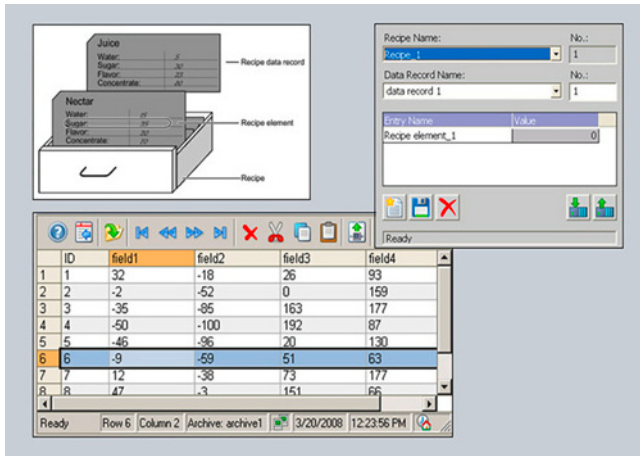 Juice
Water:
Sugar:
Flavor:
Concentrate:
Recipe data record
Nectar
Water:
Sugar:
Flavor:
Concentrate:
Recipe element
Recipe
Recipe Name: No.:
Recipe_1 1
Data Record Name: No.:
data record 1 1
Entry Name Value
Recipe element_1 0
Ready
ID field1 field2 field3 field4
1 1 32 -18 26 93
2 2 -2 -52 0 159
3 3 -35 -85 163 177
4 4 -50 -100 192 87
5 5 -46 -96 20 130
6 6 -9 -59 51 63
7 7 12 -38 73 177
8 8 47 -3 151 66
Ready Row 6 Column 2 Archive: archive1 3/20/2008 12:23:56 PM